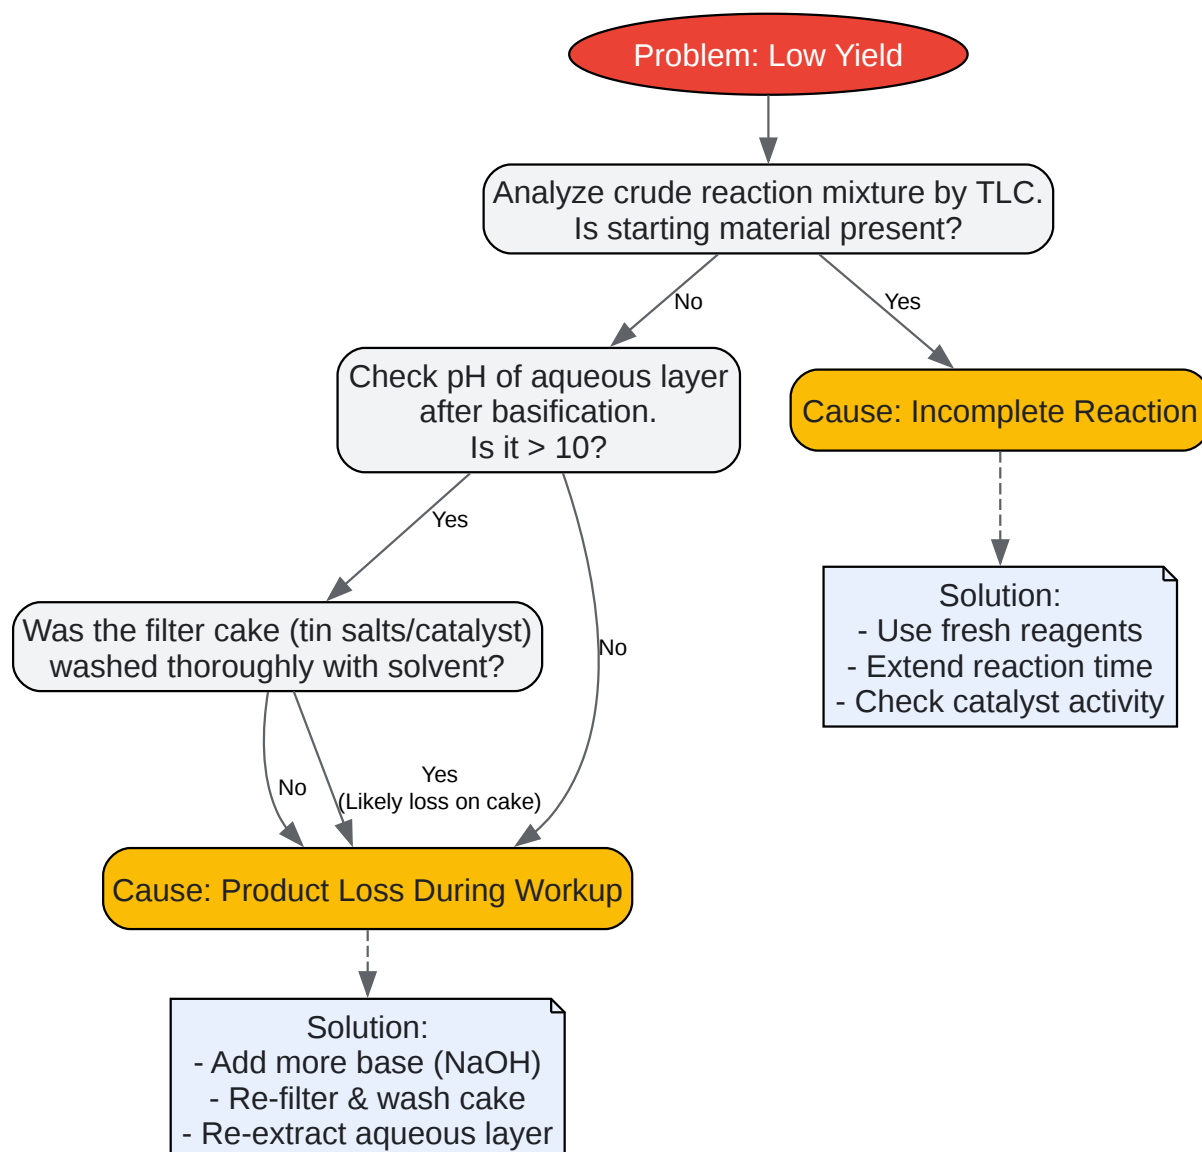 Problem: Low Yield
Analyze crude reaction mixture by TLC.
Is starting material present?
No
Yes
Check pH of aqueous layer
after basification.
Is it > 10?
Cause: Incomplete Reaction
Yes
No
Was the filter cake (tin salts/catalyst)
washed thoroughly with solvent?
Solution:
- Use fresh reagents
- Extend reaction time
- Check catalyst activity
No
Yes
(Likely loss on cake)
Cause: Product Loss During Workup
Solution:
- Add more base (NaOH)
- Re-filter & wash cake
- Re-extract aqueous layer